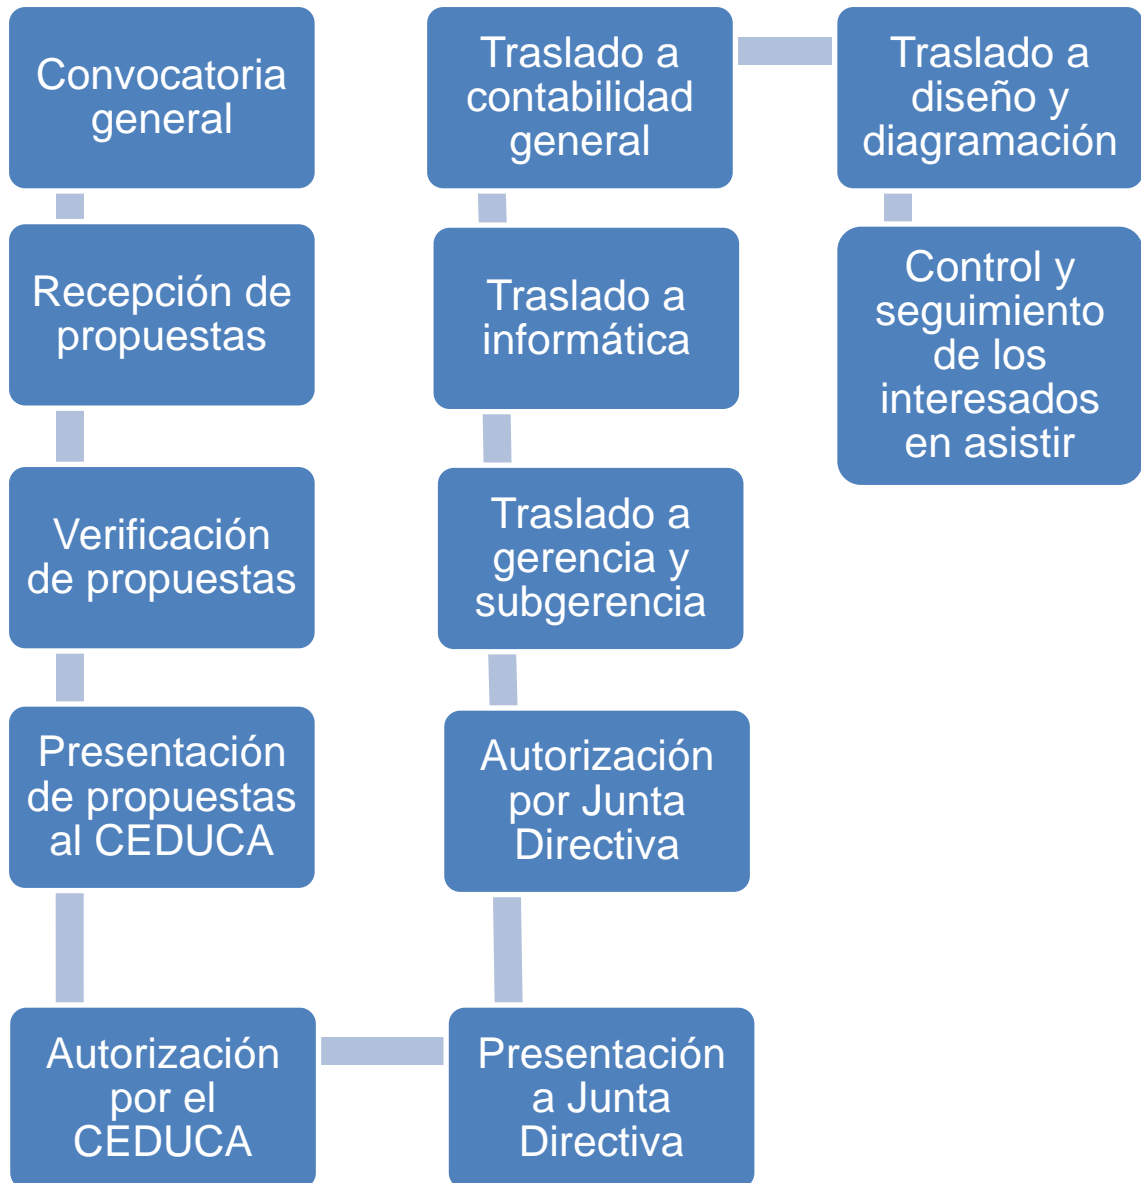 Convocatoria
general
Recepción de
propuestas
Verificación
de propuestas
Presentación
de propuestas
al CEDUCA
Autorización
por el
CEDUCA
Presentación
a Junta
Directiva
Autorización
por Junta
Directiva
Traslado a
gerencia y
subgerencia
Traslado a
informática
Traslado a
contabilidad
general
Traslado a
diseño y
diagramación
Control y
seguimiento
de los
interesados
en asistir